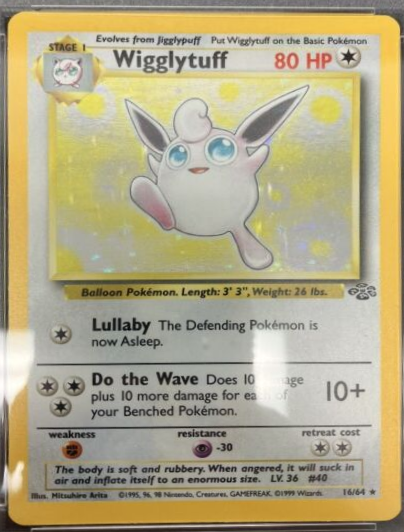 Evolves from Jigglypuff Put Wigglytuff on the Basic Pokémon
STAGE 1
Wigglytuff 80 HP
Balloon Pokémon. Length: 3' 3", Weight: 26 lbs.
Lullaby The Defending Pokémon is
now Asleep.
Do the Wave Does 10 damage
plus 10 more damage for each of
your Benched Pokémon.
10+
weakness resistance retreat cost
-30
The body is soft and rubbery. When angered, it will suck in
air and inflate itself to an enormous size. LV. 36 #40
Illus. Mitsuhiro Arita ©1995, 96, 98 Nintendo, Creatures, GAMEFREAK. ©1999 Wizards. 16/64 ★